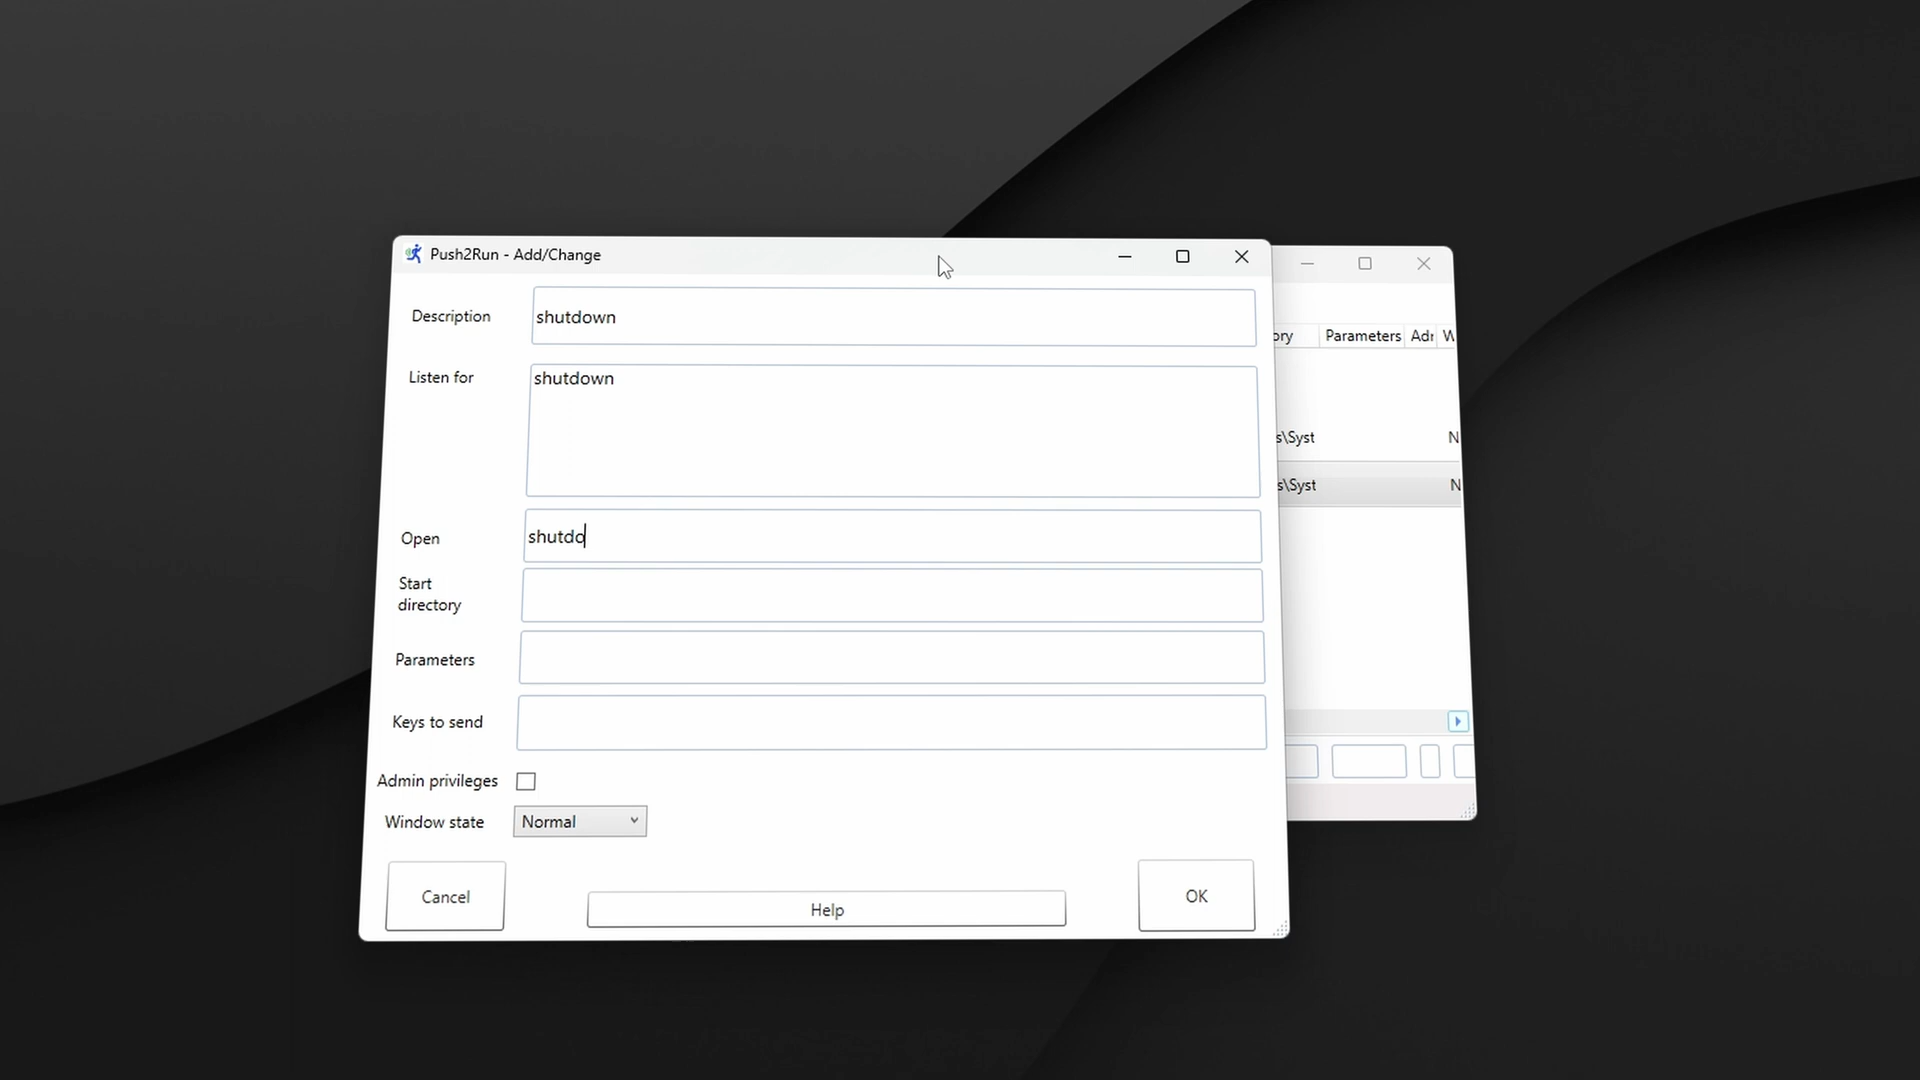 Push2Run - Add/Change
Description
shutdown
Listen for
shutdown
Open
shutdo
Start
directory
Parameters
Keys to send
Admin privileges
Window state
Normal
Cancel
Help
OK
ory
Parameters
Adr
W
s\Syst
N
s\Syst
N